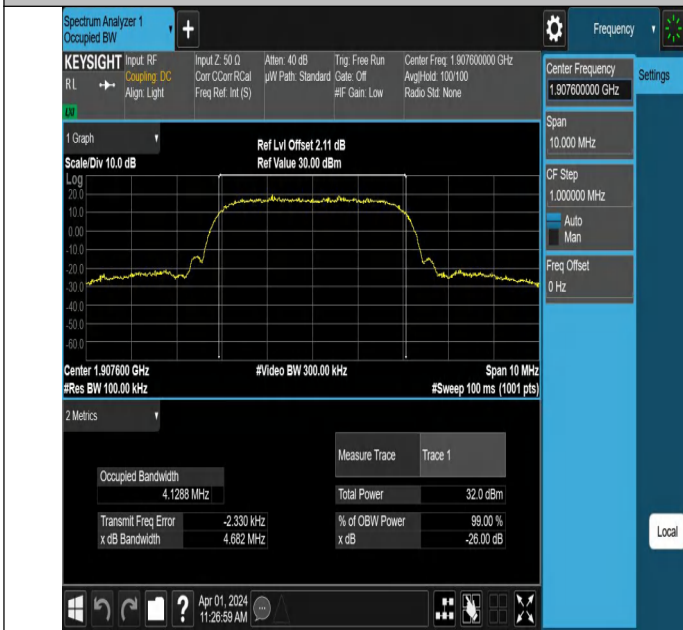 Spectrum Analyzer 1
Occupied BW
+
Frequency
KEYSIGHT
RL
Input: RF
Coupling: DC
Align: Light
Input Z: 50 Ω
Corr CCorr RCal
Freq Ref: Int (S)
Atten: 40 dB
µW Path: Standard
Trig: Free Run
Gate: Off
#IF Gain: Low
Center Freq: 1.907600000 GHz
Avg|Hold: 100/100
Radio Std: None
Center Frequency
1.907600000 GHz
Settings
Span
10.000 MHz
CF Step
1.000000 MHz
Auto
Man
Freq Offset
0 Hz
1 Graph
Scale/Div 10.0 dB
Ref Lvl Offset 2.11 dB
Ref Value 30.00 dBm
Log
20.0
10.0
0.00
-10.0
-20.0
-30.0
-40.0
-50.0
-60.0
Center 1.907600 GHz
#Video BW 300.00 kHz
Span 10 MHz
#Res BW 100.00 kHz
#Sweep 100 ms (1001 pts)
2 Metrics
Measure Trace Trace 1
Occupied Bandwidth
4.1288 MHz
Total Power 32.0 dBm
Transmit Freq Error -2.330 kHz
% of OBW Power 99.00 %
x dB Bandwidth 4.682 MHz
x dB -26.00 dB
Local
?
Apr 01, 2024
11:26:59 AM